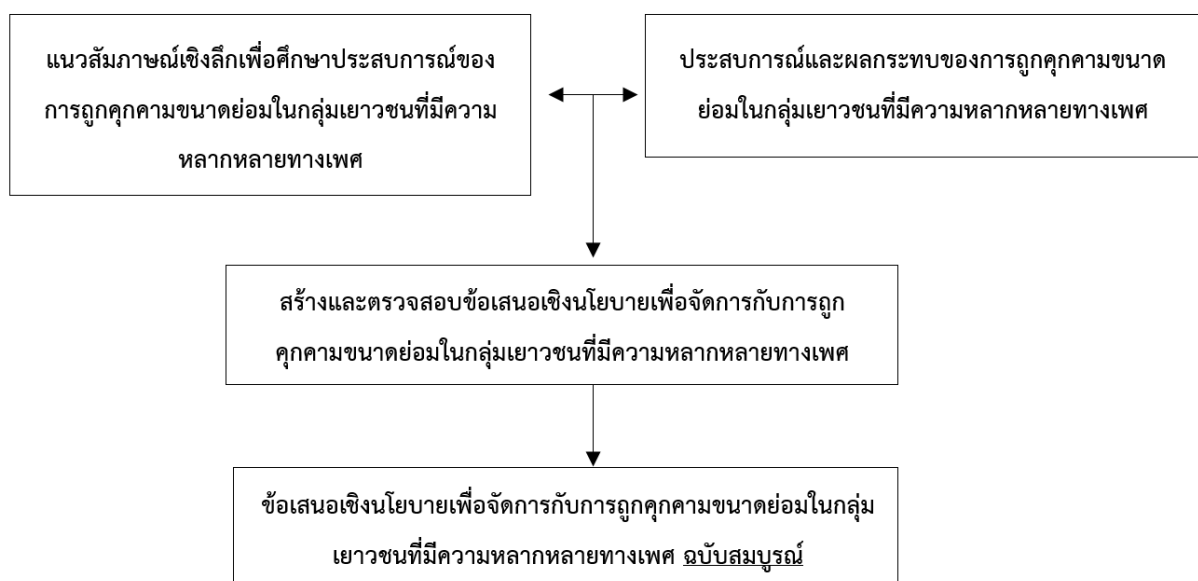 แนวสัมภาษณ์เชิงลึกเพื่อศึกษาประสบการณ์ของ
การถูกคุกคามขนาดย่อมในกลุ่มเยาวชนที่มีความ
หลากหลายทางเพศ
ประสบการณ์และผลกระทบของการถูกคุกคามขนาด
ย่อมในกลุ่มเยาวชนที่มีความหลากหลายทางเพศ
สร้างและตรวจสอบข้อเสนอเชิงนโยบายเพื่อจัดการกับการถูก
คุกคามขนาดย่อมในกลุ่มเยาวชนที่มีความหลากหลายทางเพศ
ข้อเสนอเชิงนโยบายเพื่อจัดการกับการถูกคุกคามขนาดย่อมในกลุ่ม
เยาวชนที่มีความหลากหลายทางเพศ ฉบับสมบูรณ์